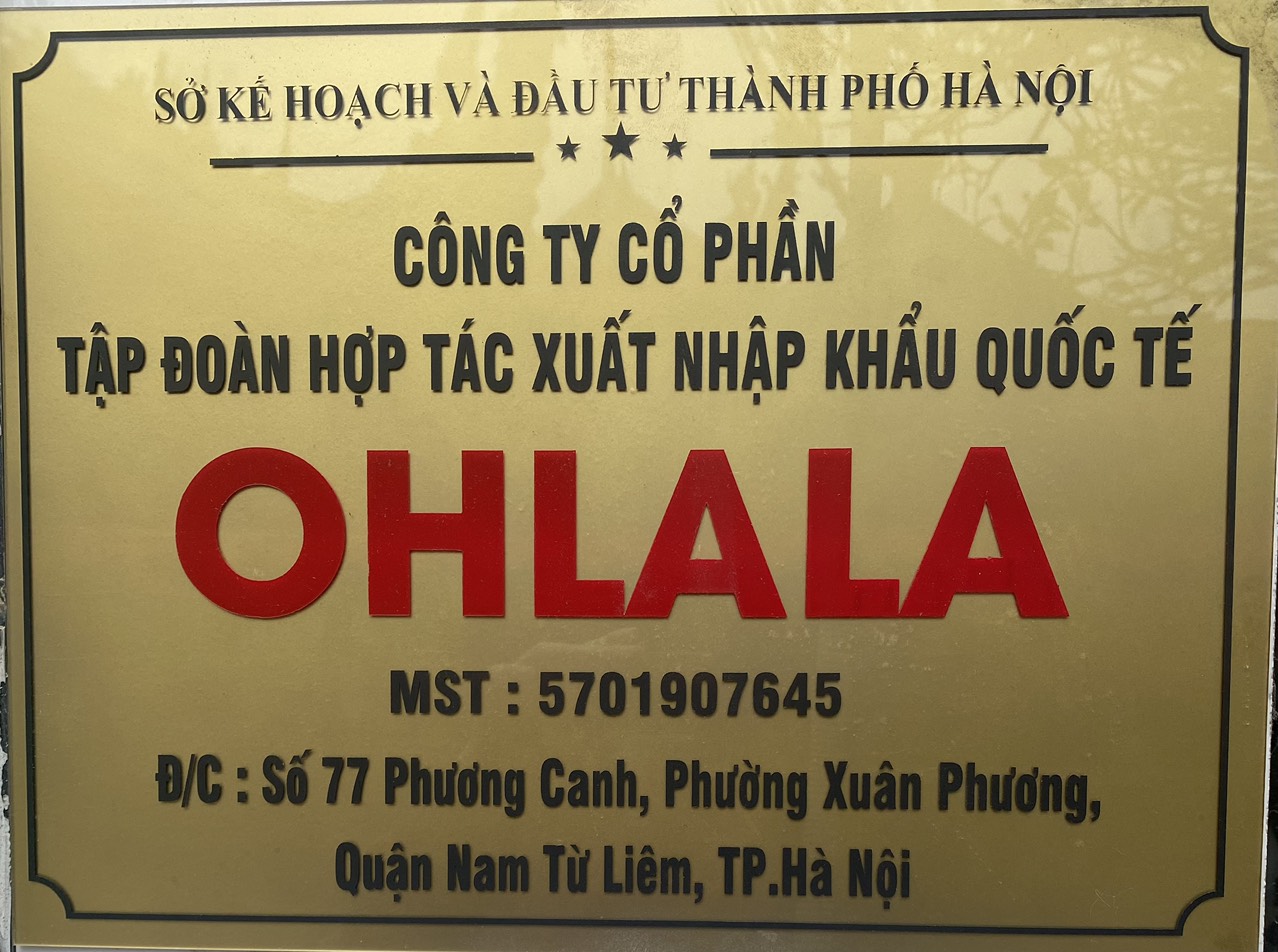 SỞ KẾ HOẠCH VÀ ĐẦU TƯ THÀNH PHỐ HÀ NỘI
CÔNG TY CỔ PHẦN
TẬP ĐOÀN HỢP TÁC XUẤT NHẬP KHẨU QUỐC TẾ
OHLALA
MST : 5701907645
Đ/C : Số 77 Phương Canh, Phường Xuân Phương,
Quận Nam Từ Liêm, TP.Hà Nội